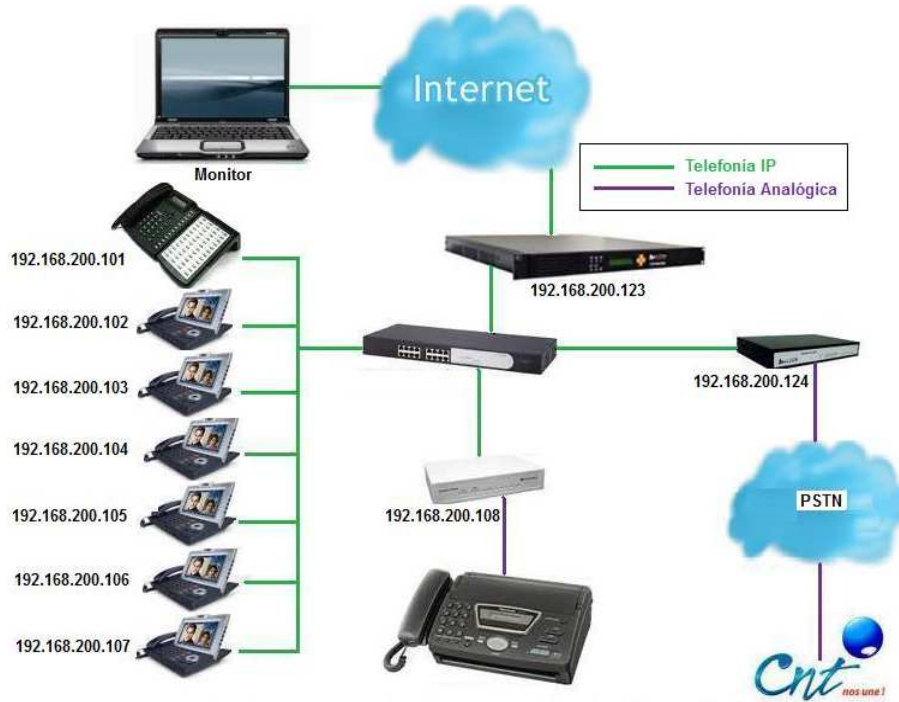 Internet
Monitor
Telefonía IP
Telefonía Analógica
192.168.200.101
192.168.200.123
192.168.200.102
192.168.200.103
192.168.200.124
192.168.200.104
192.168.200.105
192.168.200.108
PSTN
192.168.200.106
192.168.200.107
Cnt
nos une!